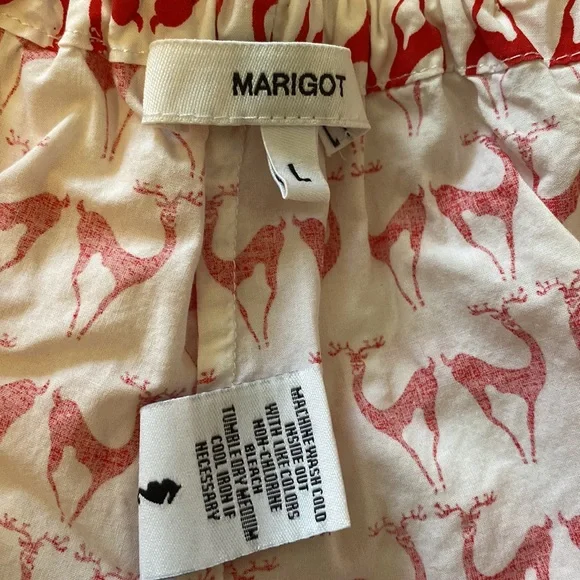 MARIGOT
L
MACHINE WASH COLD
INSIDE OUT
WITH LIKE COLORS
NON-CHLORINE
BLEACH
TUMBLE DRY MEDIUM
COOL IRON IF
NECESSARY